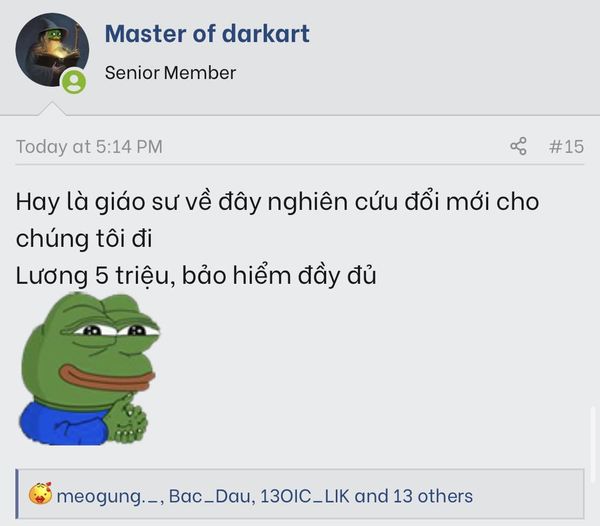 Master of darkart
Senior Member
Today at 5:14 PM
#15
Hay là giáo sư về đây nghiên cứu đổi mới cho
chúng tôi đi
Lương 5 triệu, bảo hiểm đầy đủ
meogung._, Bac_Dau, 13OIC_LIK and 13 others